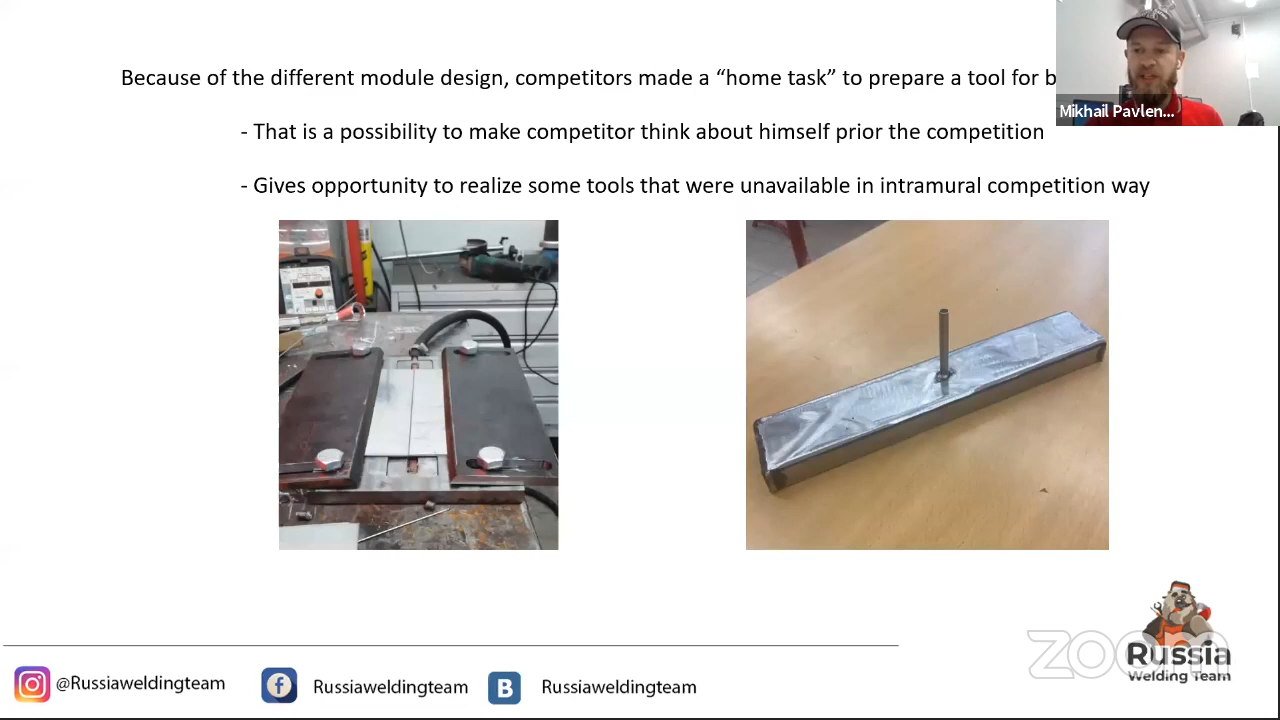 Because of the different module design, competitors made a “home task” to prepare a tool for
Mikhail Pavlen...
- That is a possibility to make competitor think about himself prior the competition
- Gives opportunity to realize some tools that were unavailable in intramural competition way
zoom
Russia
Welding Team
@Russiaweldingteam
Russiaweldingteam
B
Russiaweldingteam